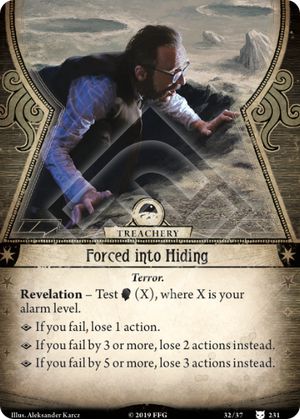 TREACHERY
Forced into Hiding
Terror.
Revelation – Test (X), where X is your
alarm level.
If you fail, lose 1 action.
If you fail by 3 or more, lose 2 actions instead.
If you fail by 5 or more, lose 3 actions instead.
Illus. Aleksander Karcz © 2019 FFG 32/37 231